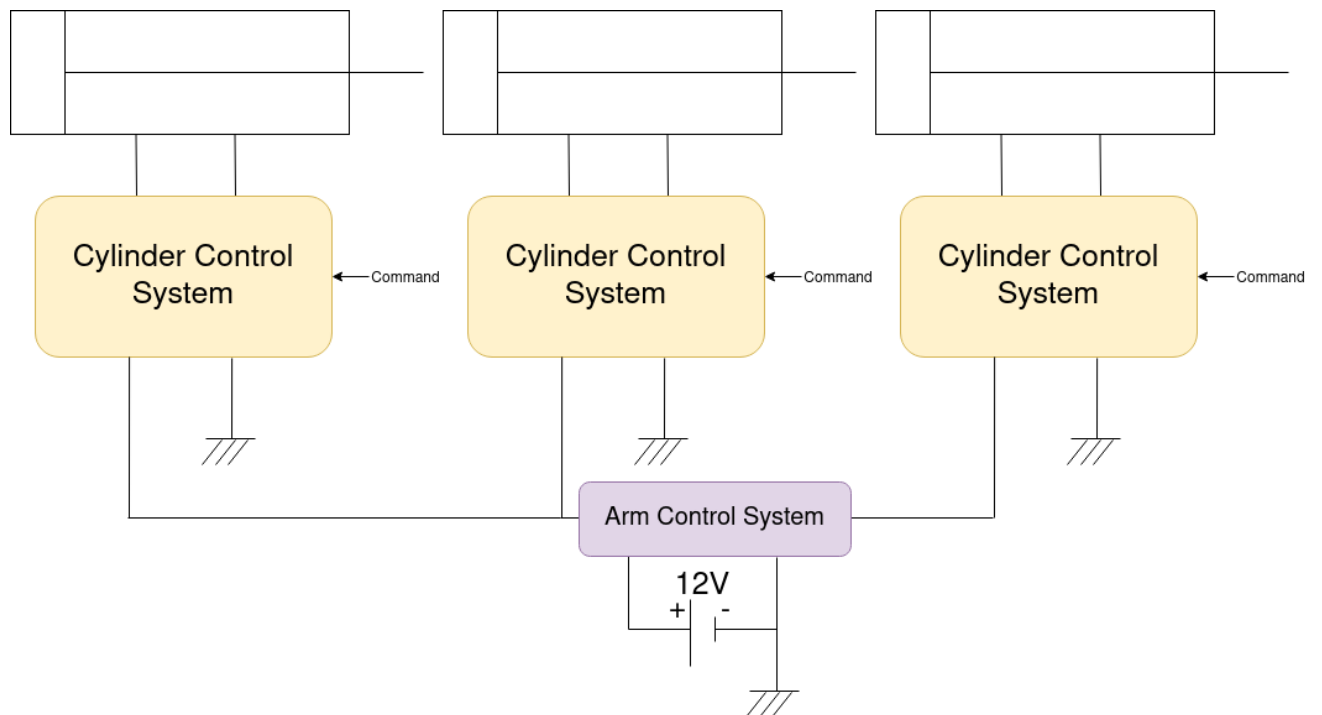 Cylinder Control
System
Command
Cylinder Control
System
Command
Cylinder Control
System
Command
Arm Control System
12V
+ -